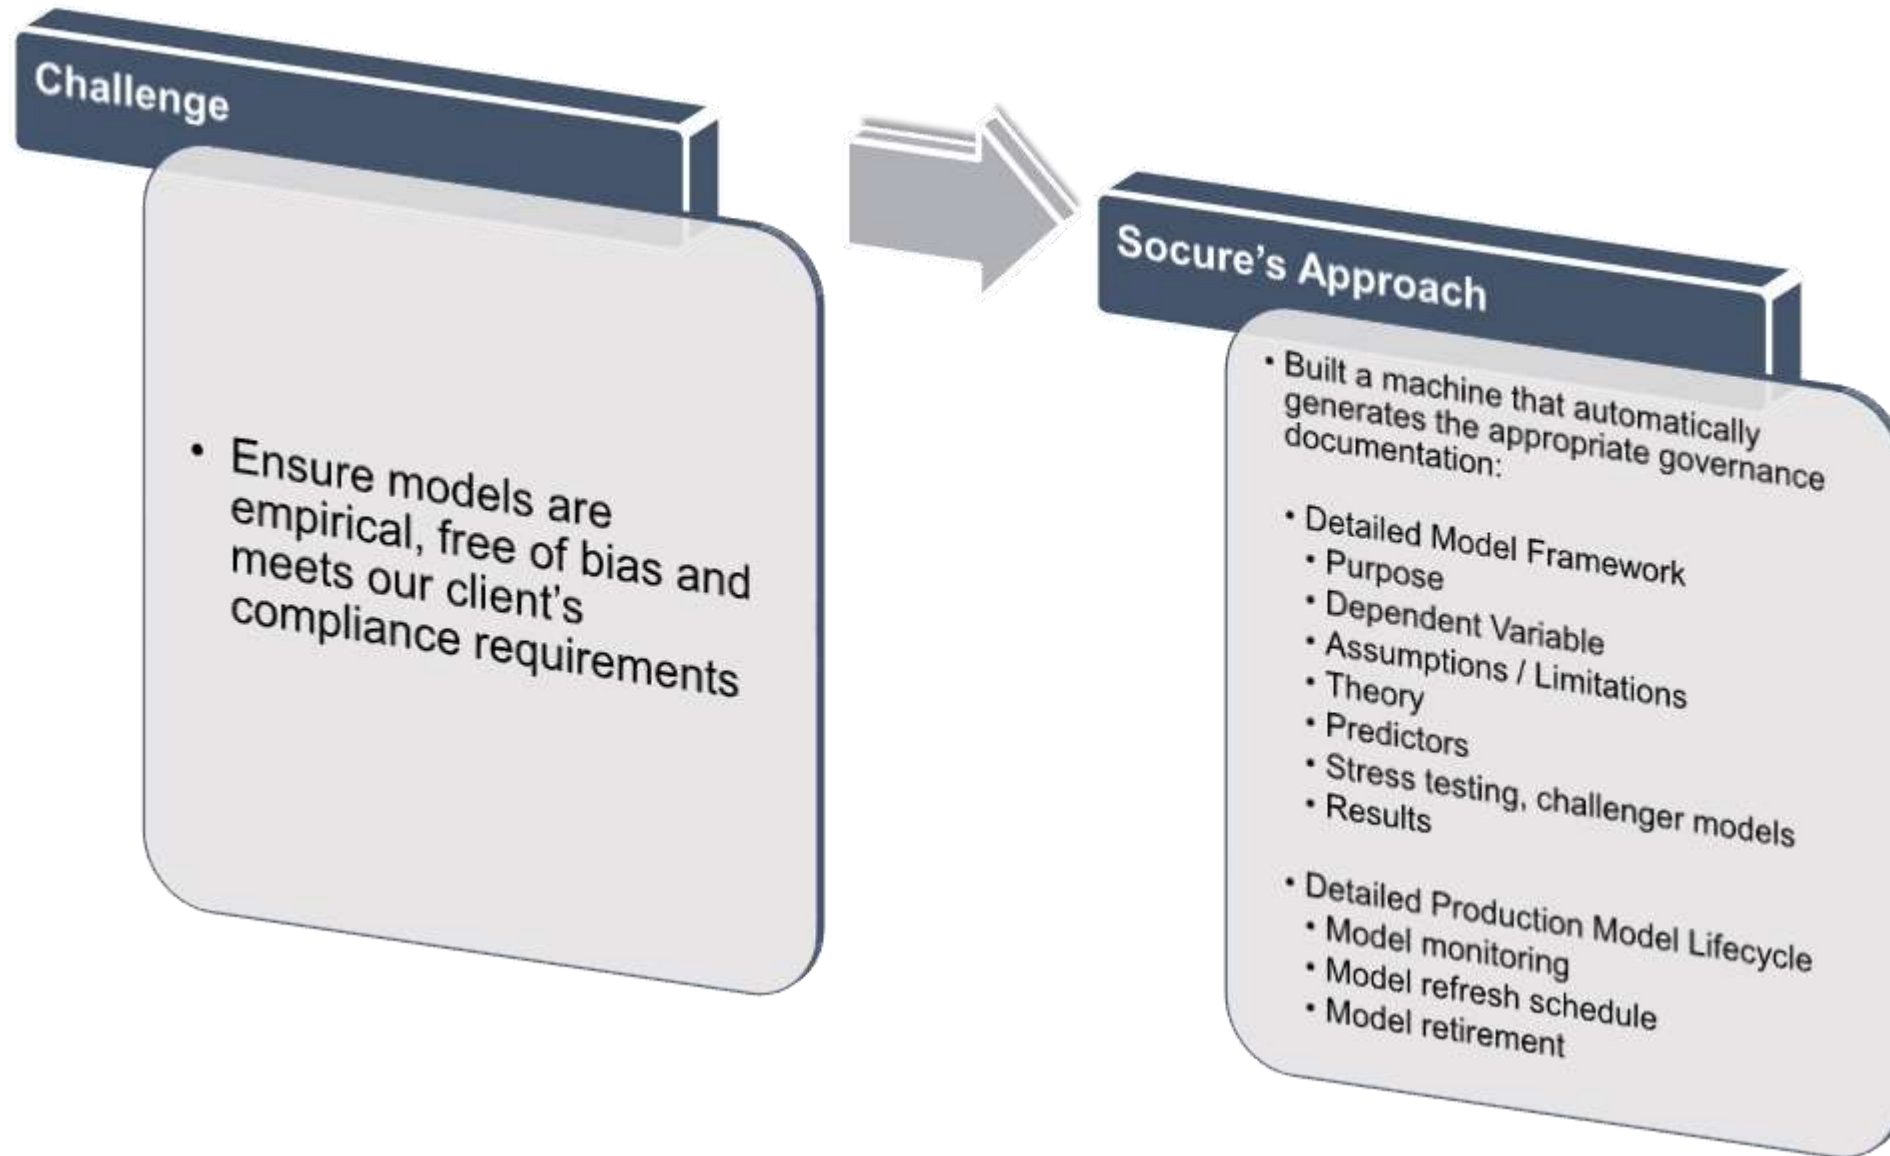 Challenge
• Ensure models are
empirical, free of bias and
meets our client’s
compliance requirements
Socure’s Approach
• Built a machine that automatically
generates the appropriate governance
documentation:
• Detailed Model Framework
• Purpose
• Dependent Variable
• Assumptions / Limitations
• Theory
• Predictors
• Stress testing, challenger models
• Results
• Detailed Production Model Lifecycle
• Model monitoring
• Model refresh schedule
• Model retirement